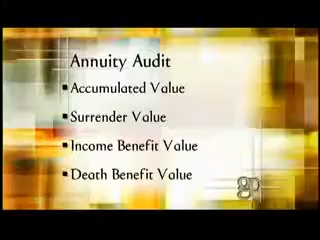 Annuity Audit
▪Accumulated Value
▪Surrender Value
▪Income Benefit Value
▪Death Benefit Value
gp